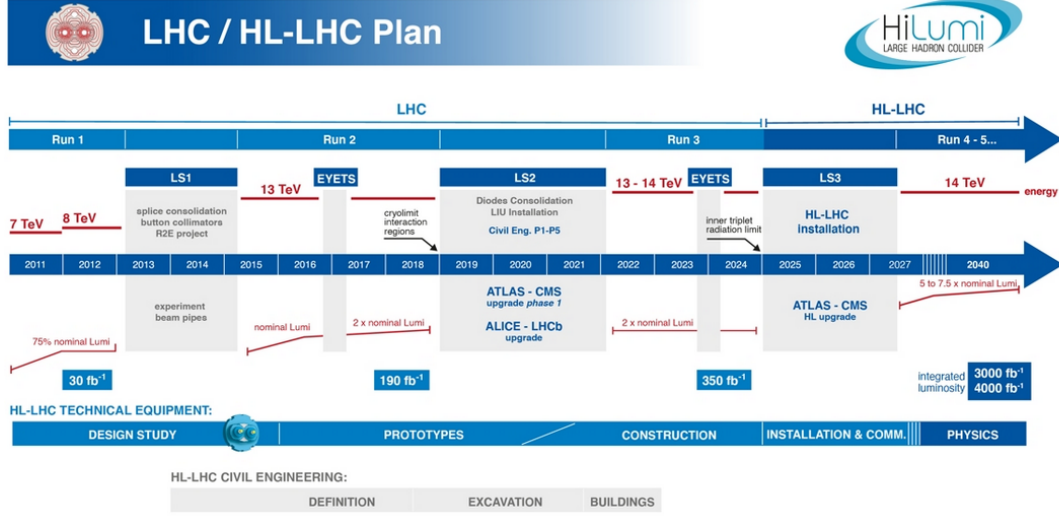 LHC / HL-LHC Plan
HiLumi
LARGE HADRON COLLIDER
LHC
HL-LHC
Run 1
Run 2
Run 3
Run 4 - 5...
LS1
EYETS
LS2
EYETS
LS3
13 TeV
13 - 14 TeV
14 TeV
energy
7 TeV
8 TeV
splice consolidation
button collimators
R2E project
cryolimit
interaction
regions
Diodes Consolidation
LIU Installation
Civil Eng. P1-P5
inner triplet
radiation limit
HL-LHC
installation
2011 2012 2013 2014 2015 2016 2017 2018 2019 2020 2021 2022 2023 2024 2025 2026 2027 2040
75% nominal Lumi
experiment
beam pipes
nominal Lumi
2 x nominal Lumi
ATLAS - CMS
upgrade phase 1
ALICE - LHCb
upgrade
2 x nominal Lumi
ATLAS - CMS
HL upgrade
5 to 7.5 x nominal Lumi
30 fb⁻¹
190 fb⁻¹
350 fb⁻¹
integrated
luminosity
3000 fb⁻¹
4000 fb⁻¹
HL-LHC TECHNICAL EQUIPMENT:
DESIGN STUDY
PROTOTYPES
CONSTRUCTION
INSTALLATION & COMM.
PHYSICS
HL-LHC CIVIL ENGINEERING:
DEFINITION
EXCAVATION
BUILDINGS